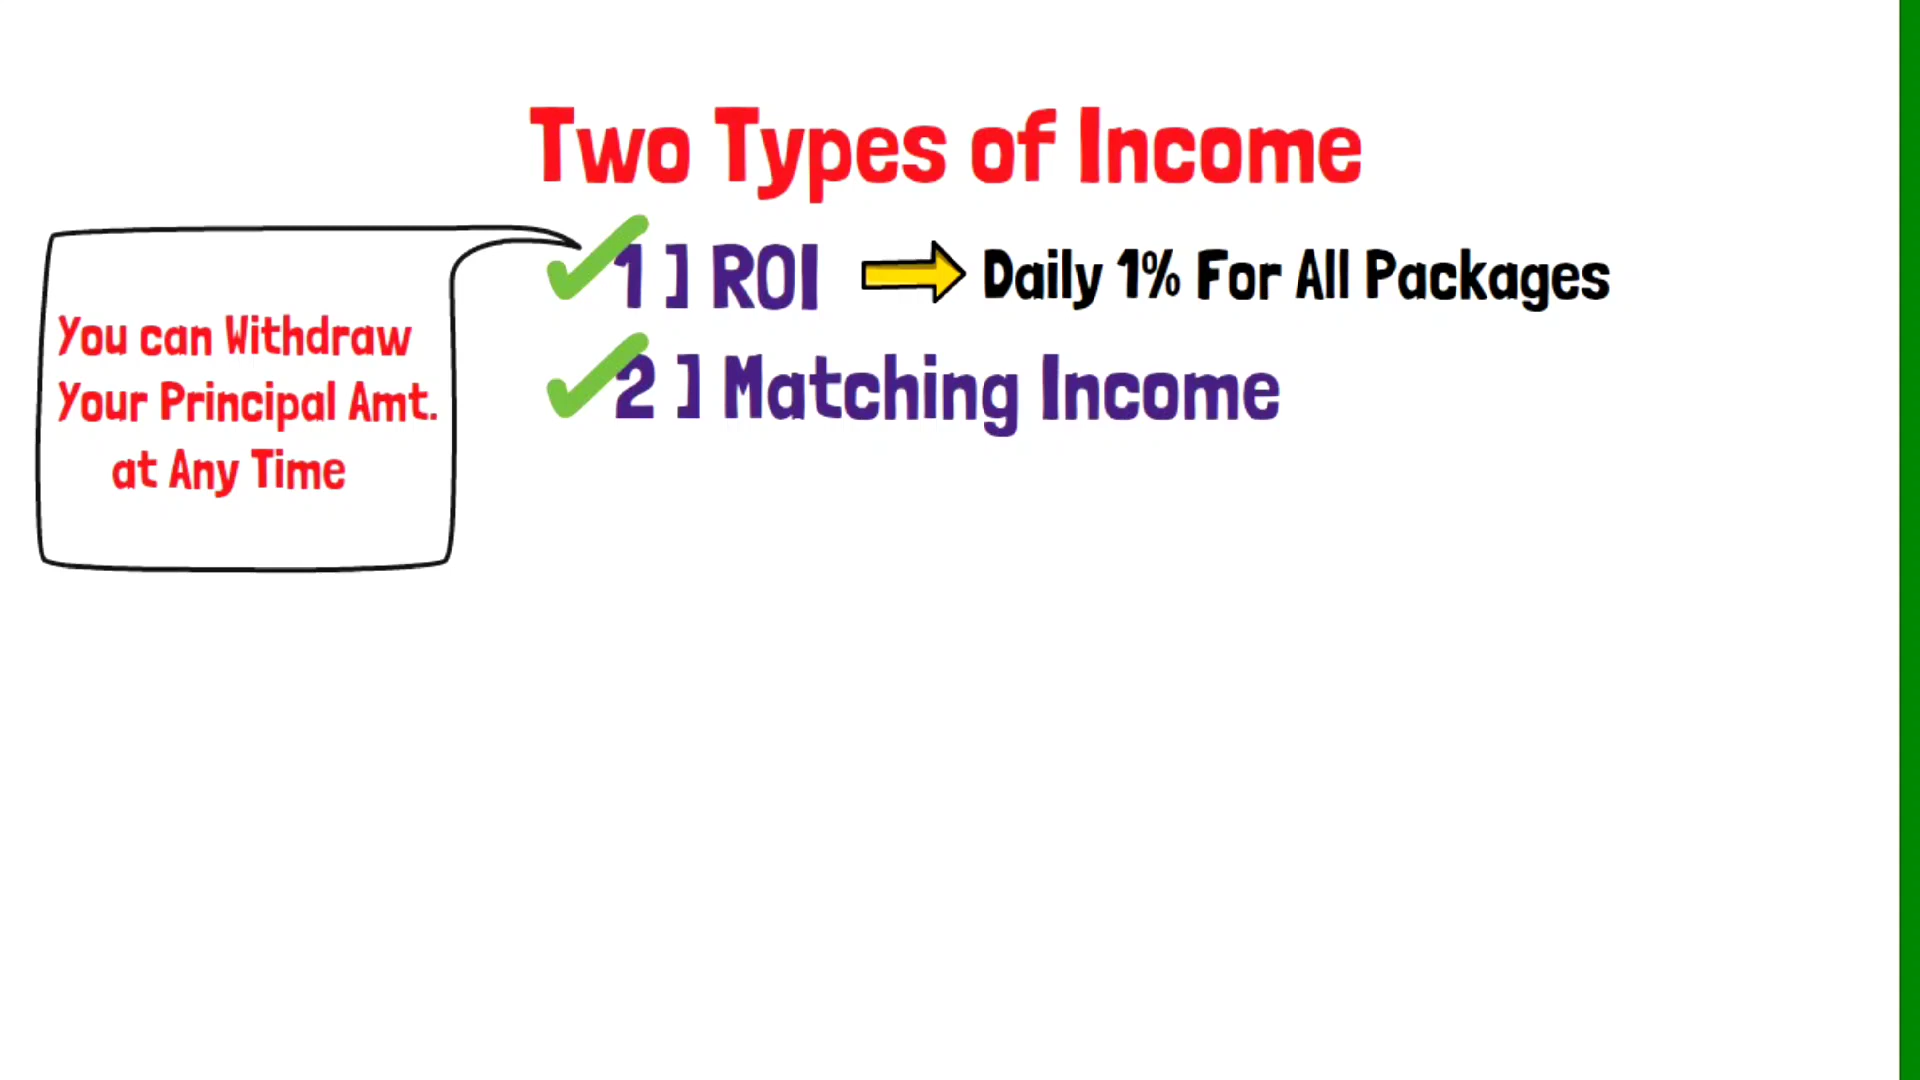 Two Types of Income
1 ] ROI
Daily 1% For All Packages
2 ] Matching Income
You can Withdraw
Your Principal Amt.
at Any Time